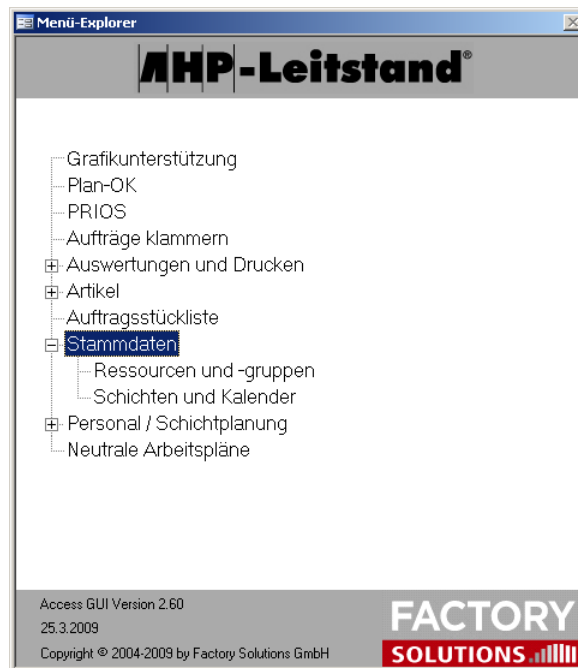 Menü-Explorer
AHP-Leitstand®
Grafikunterstützung
Plan-OK
PRIOS
Aufträge klammern
Auswertungen und Drucken
Artikel
Auftragsstückliste
Stammdaten
Ressourcen und -gruppen
Schichten und Kalender
Personal / Schichtplanung
Neutrale Arbeitspläne
Access GUI Version 2.60
25.3.2009
Copyright © 2004-2009 by Factory Solutions GmbH
FACTORY
SOLUTIONS